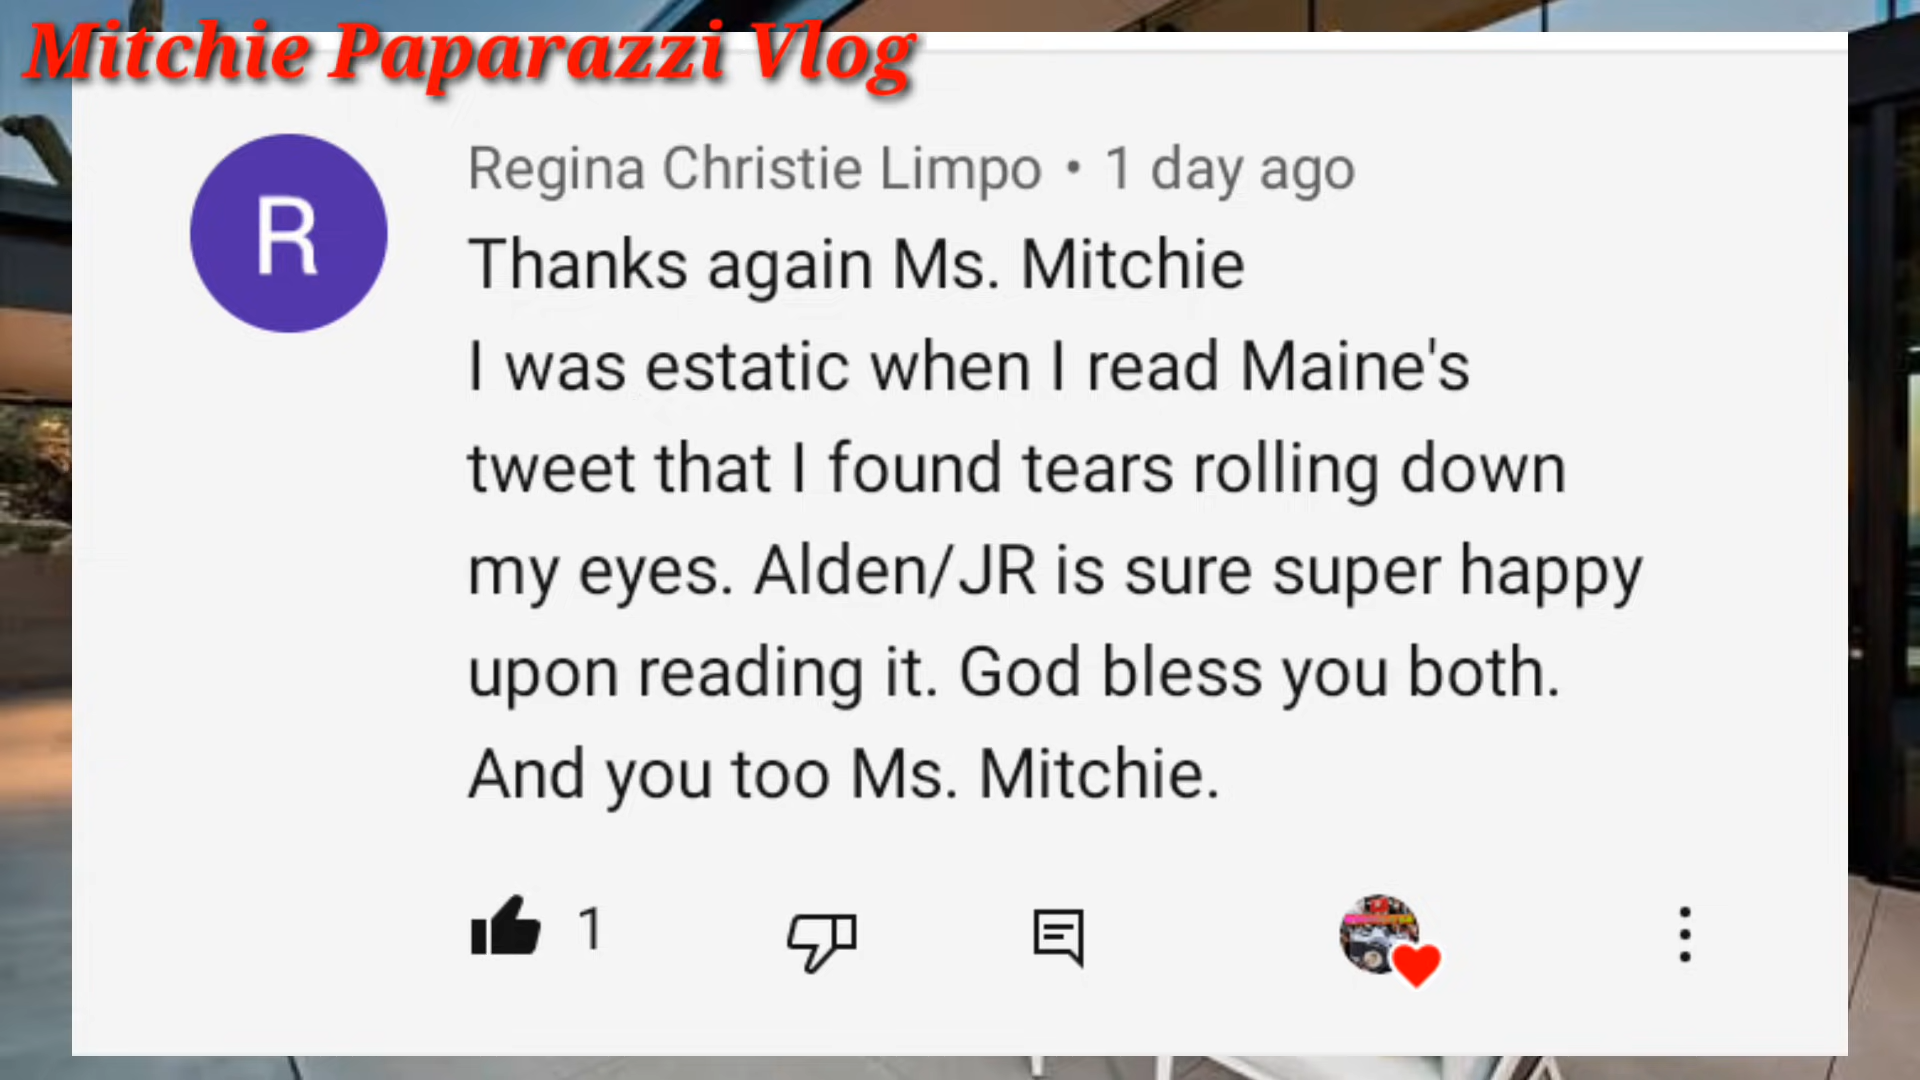 Mitchie Paparazzi Vlog
R
Regina Christie Limpo • 1 day ago
Thanks again Ms. Mitchie
I was estatic when I read Maine's
tweet that I found tears rolling down
my eyes. Alden/JR is sure super happy
upon reading it. God bless you both.
And you too Ms. Mitchie.
1